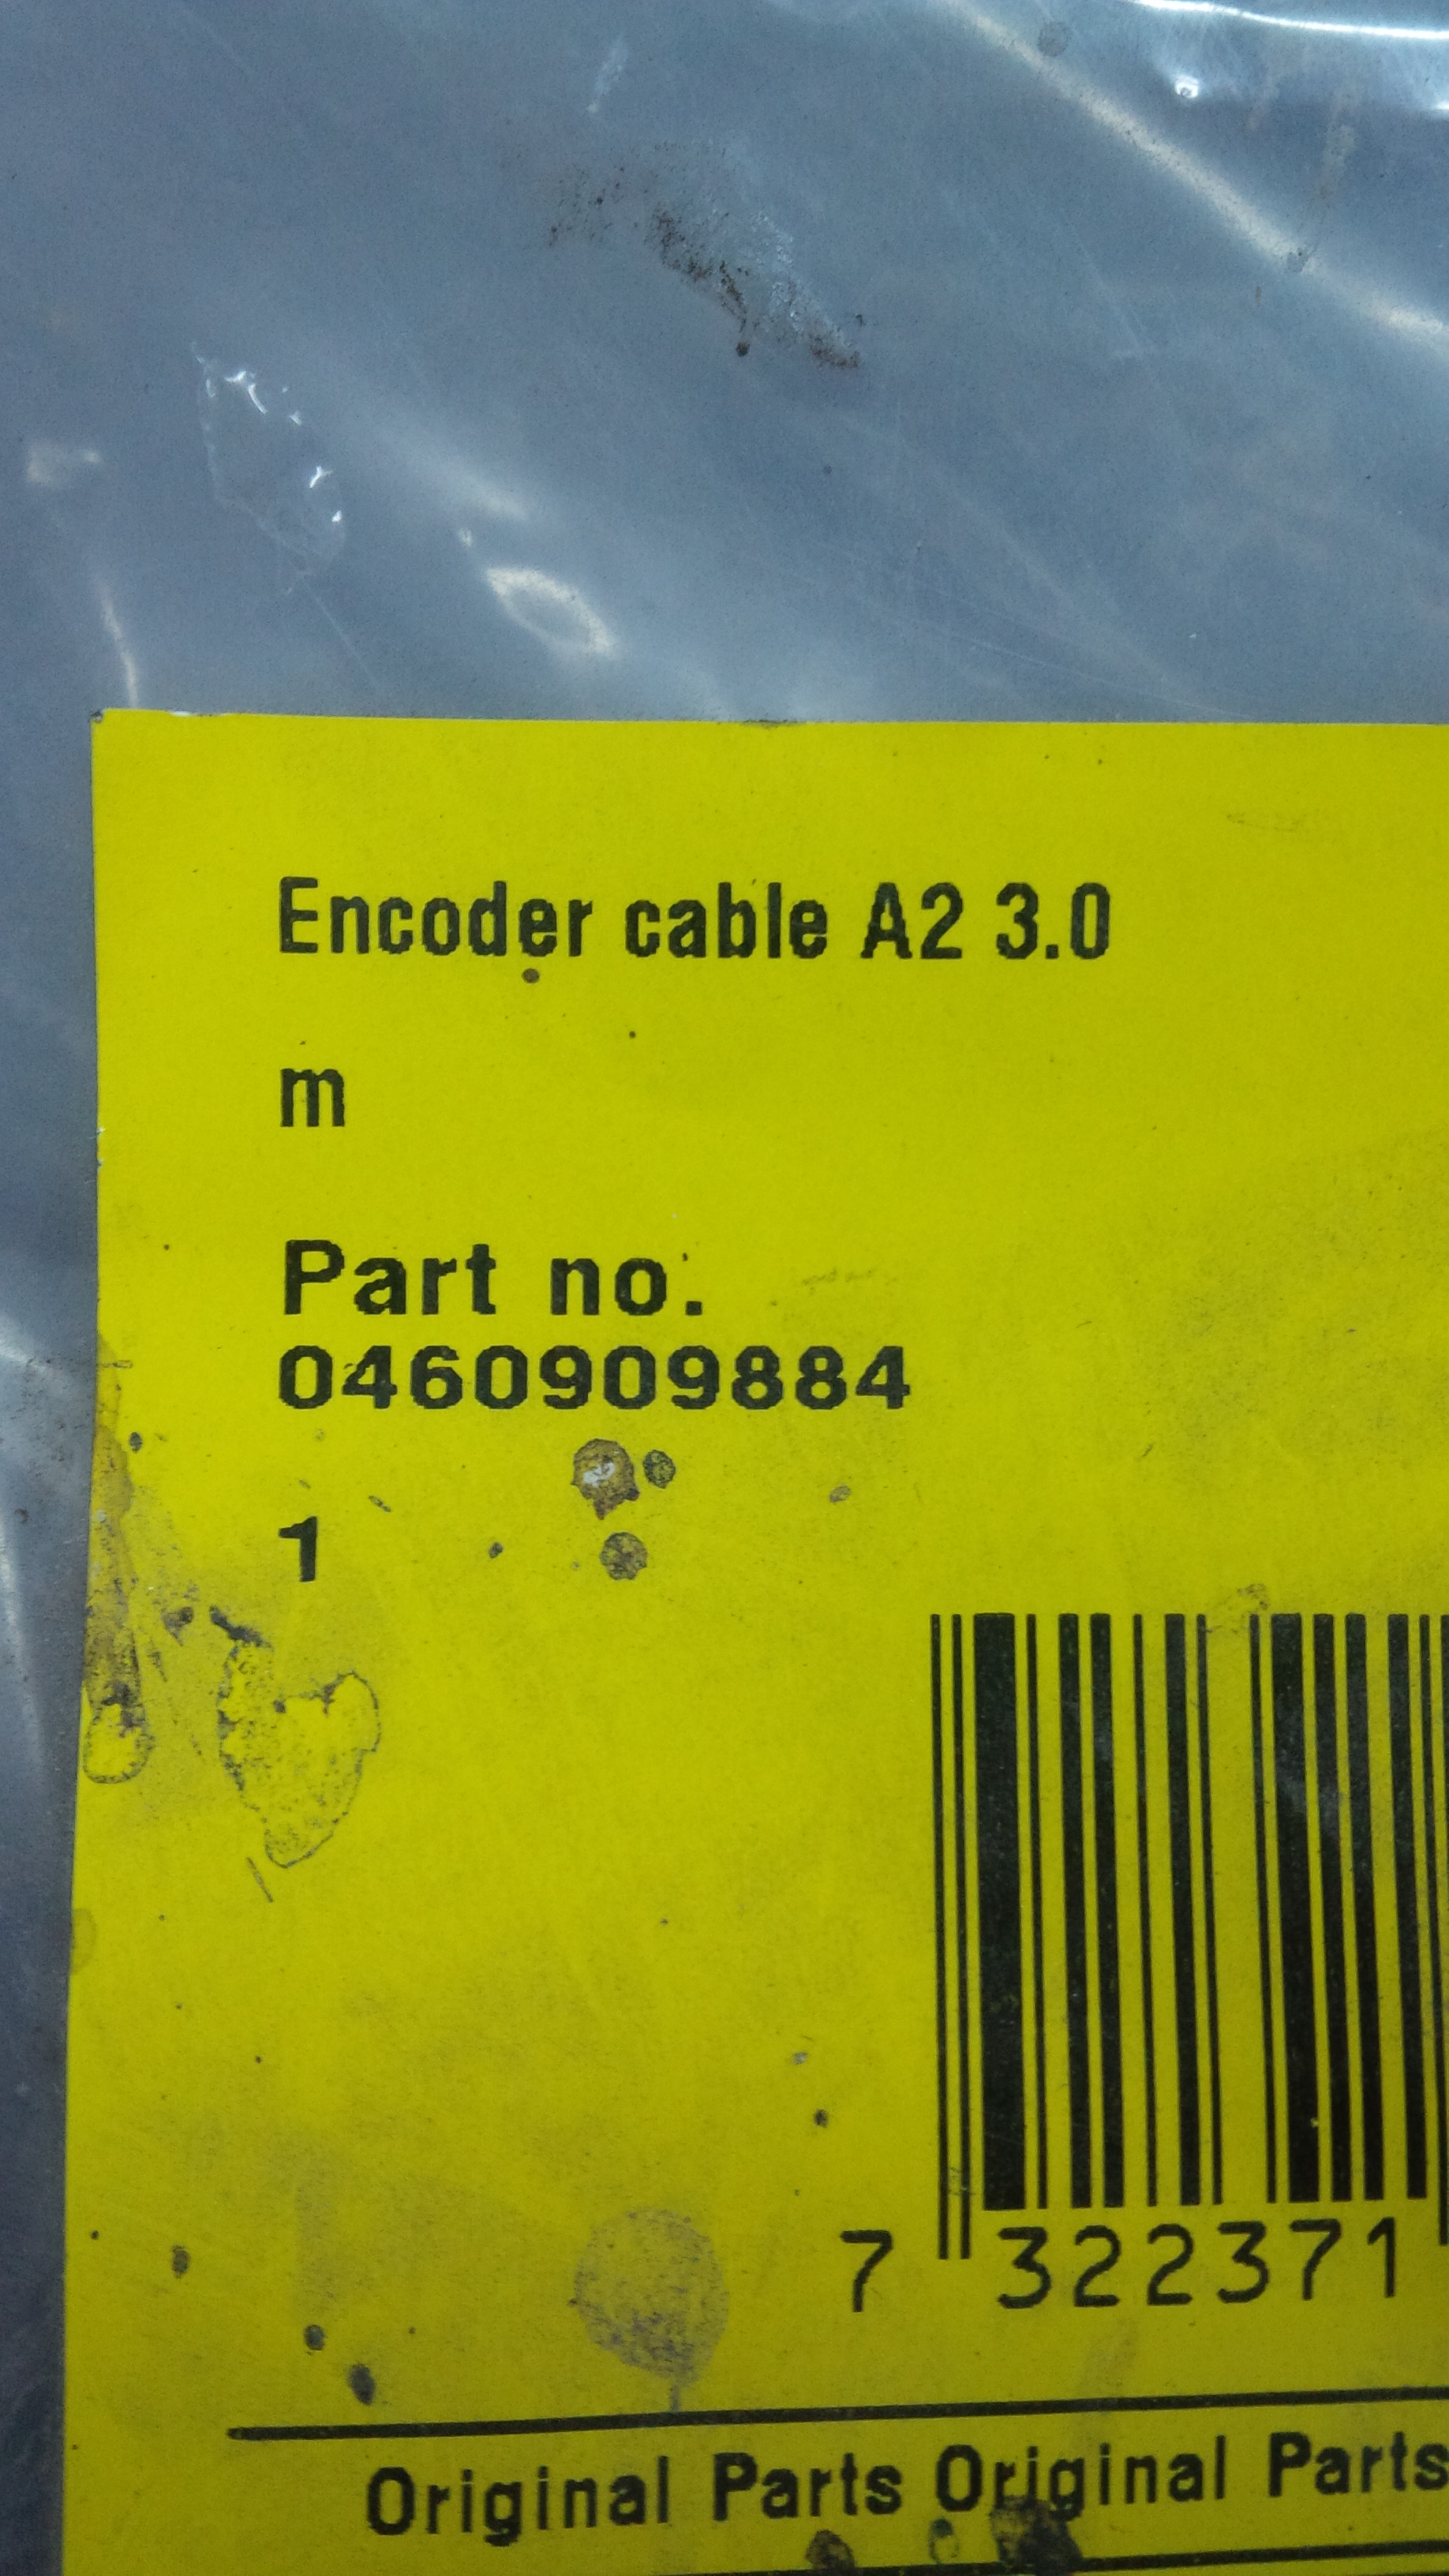 Encoder cable A2 3.0
m
Part no.
0460909884
1
7 322371
Original Parts Original Parts